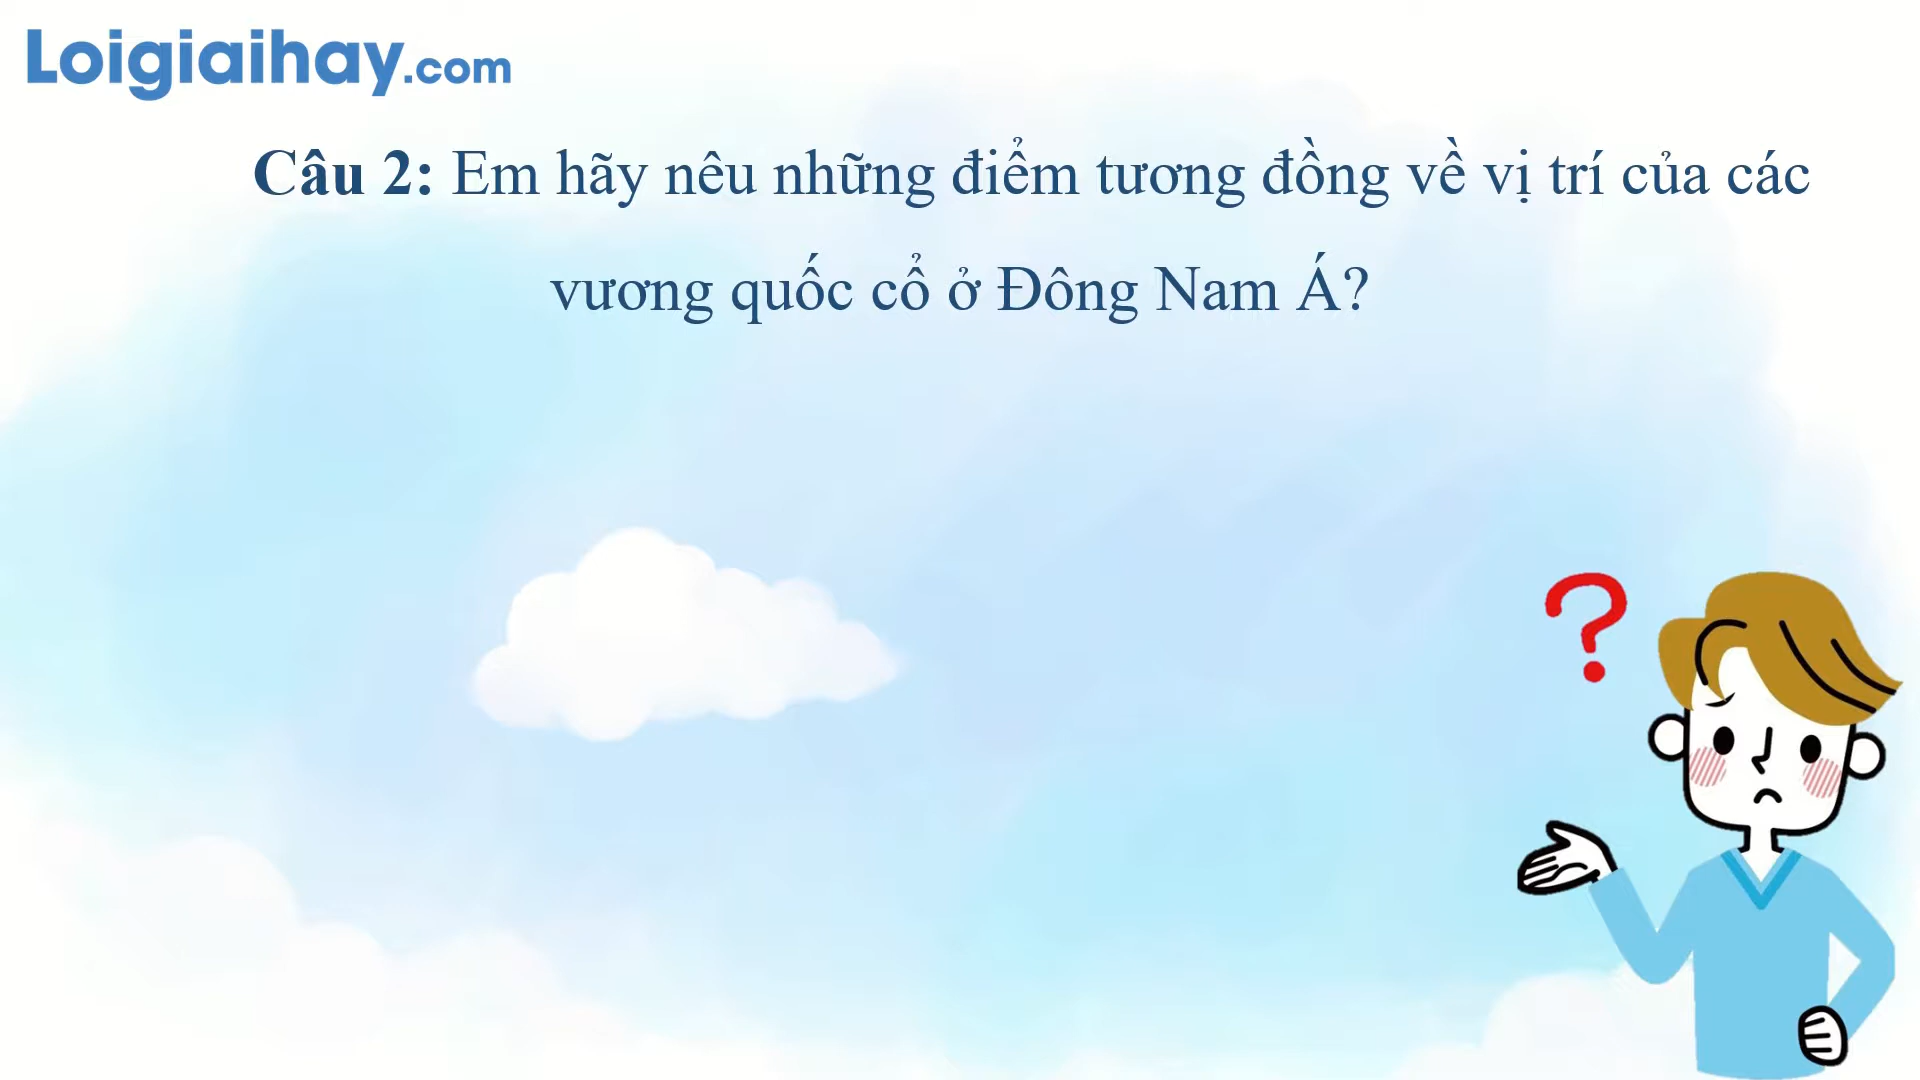 Loigiaihay.com
Câu 2: Em hãy nêu những điểm tương đồng về vị trí của các
vương quốc cổ ở Đông Nam Á?
?